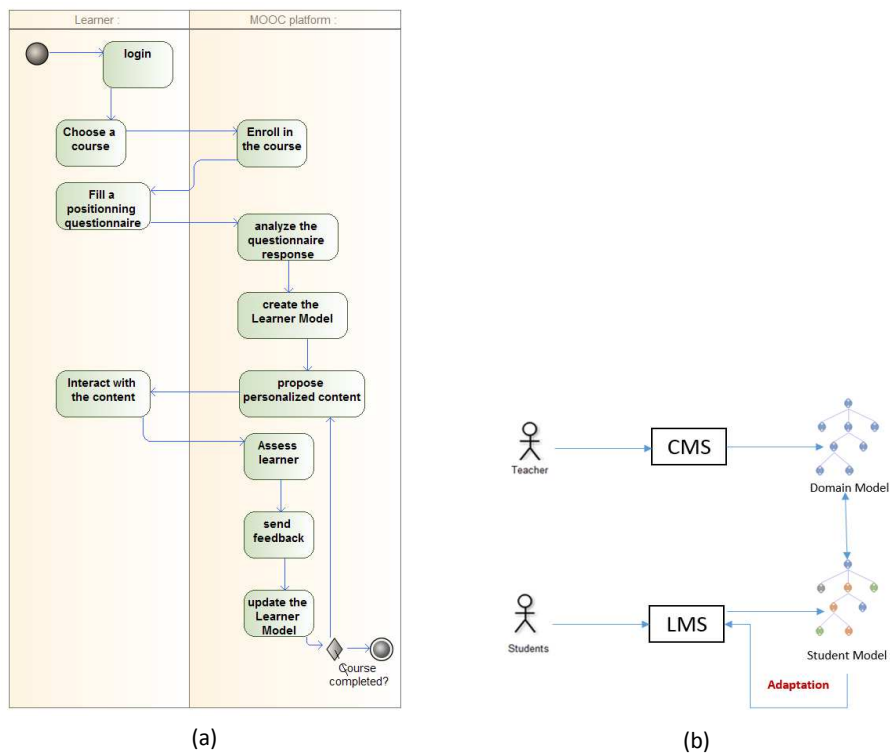 Learner :
MOOC platform :
login
Choose a
course
Enroll in
the course
Fill a
positionning
questionnaire
analyze the
questionnaire
response
create the
Learner Model
Interact with
the content
propose
personalized content
Assess
learner
send
feedback
update the
Learner
Model
Course
completed?
(a)
Teacher
CMS
Domain Model
Students
LMS
Student Model
Adaptation
(b)